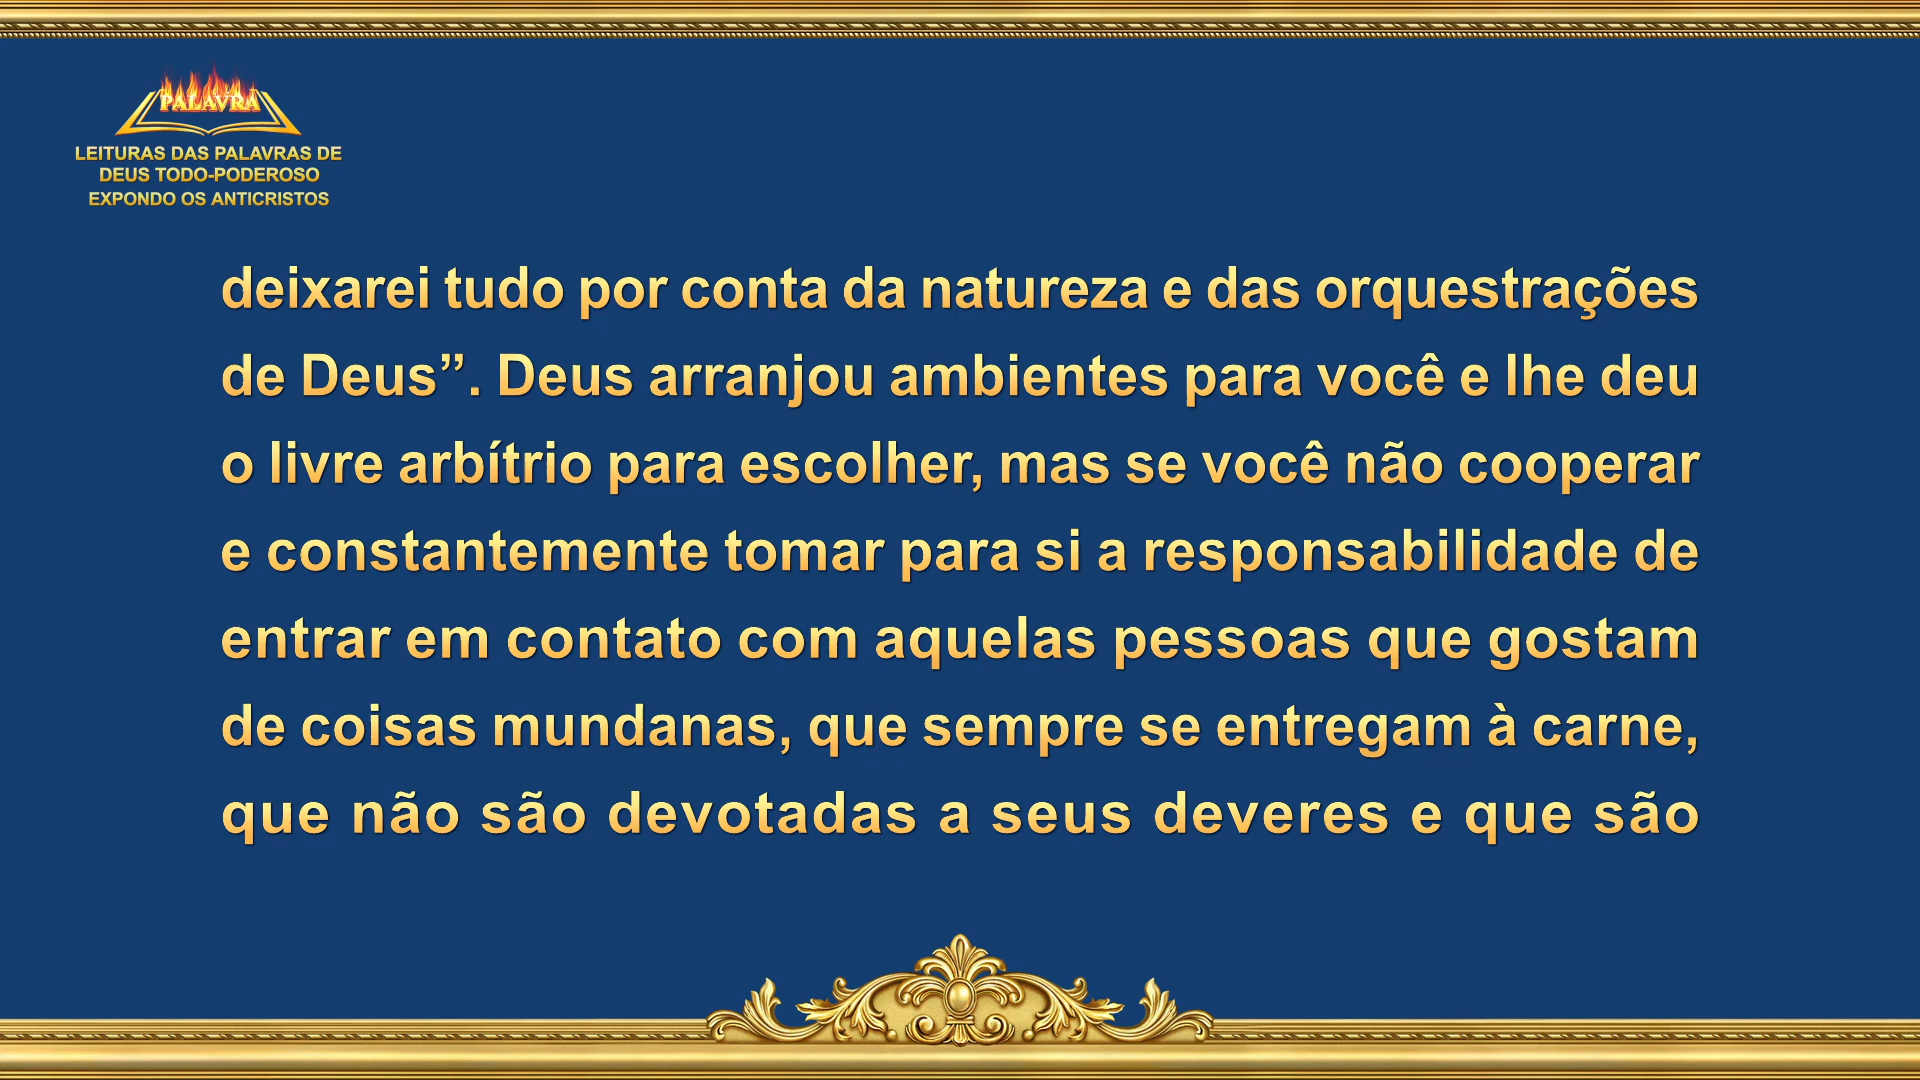 PALAVRA
LEITURAS DAS PALAVRAS DE
DEUS TODO-PODEROSO
EXPONDO OS ANTICRISTOS
deixarei tudo por conta da natureza e das orquestrações
de Deus”. Deus arranjou ambientes para você e lhe deu
o livre arbítrio para escolher, mas se você não cooperar
e constantemente tomar para si a responsabilidade de
entrar em contato com aquelas pessoas que gostam
de coisas mundanas, que sempre se entregam à carne,
que não são devotadas a seus deveres e que são